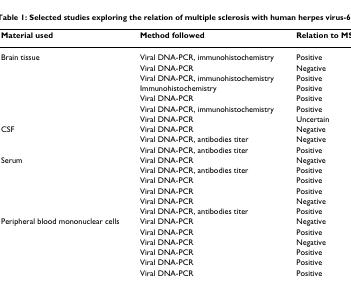 Table 1: Selected studies exploring the relation of multiple sclerosis with human herpes virus-6
Material used Method followed Relation to MS
Brain tissue Viral DNA-PCR, immunohistochemistry Positive
Viral DNA-PCR Negative
Viral DNA-PCR, immunohistochemistry Positive
Immunohistochemistry Positive
Viral DNA-PCR Positive
Viral DNA-PCR, immunohistochemistry Positive
Viral DNA-PCR Uncertain
CSF Viral DNA-PCR Negative
Viral DNA-PCR, antibodies titer Negative
Viral DNA-PCR, antibodies titer Positive
Serum Viral DNA-PCR Negative
Viral DNA-PCR, antibodies titer Positive
Viral DNA-PCR Positive
Viral DNA-PCR Positive
Viral DNA-PCR Negative
Viral DNA-PCR, antibodies titer Positive
Peripheral blood mononuclear cells Viral DNA-PCR Negative
Viral DNA-PCR Positive
Viral DNA-PCR Negative
Viral DNA-PCR Positive
Viral DNA-PCR Positive
Viral DNA-PCR Positive